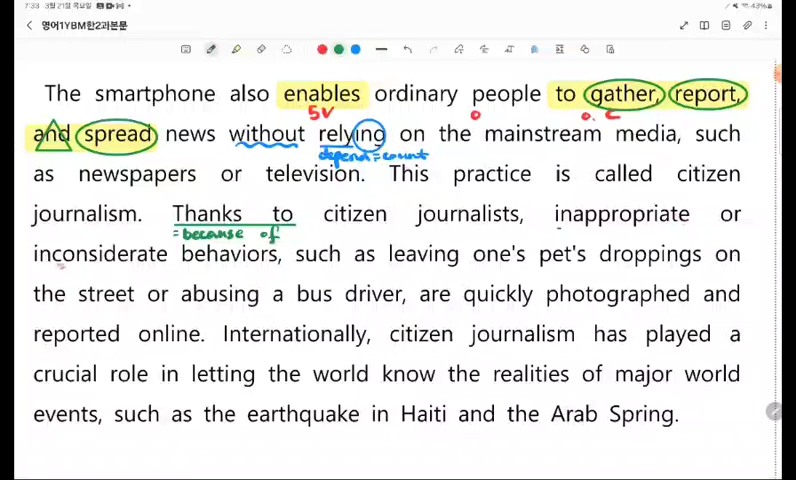 7:33 3월 21일 목요일
43%
영어1YBM한2과본문
The smartphone also enables ordinary people to gather, report,
5V o o. c
and spread news without relying on the mainstream media, such
depend=count
as newspapers or television. This practice is called citizen
journalism. Thanks to citizen journalists, inappropriate or
=because of
inconsiderate behaviors, such as leaving one's pet's droppings on
the street or abusing a bus driver, are quickly photographed and
reported online. Internationally, citizen journalism has played a
crucial role in letting the world know the realities of major world
events, such as the earthquake in Haiti and the Arab Spring.